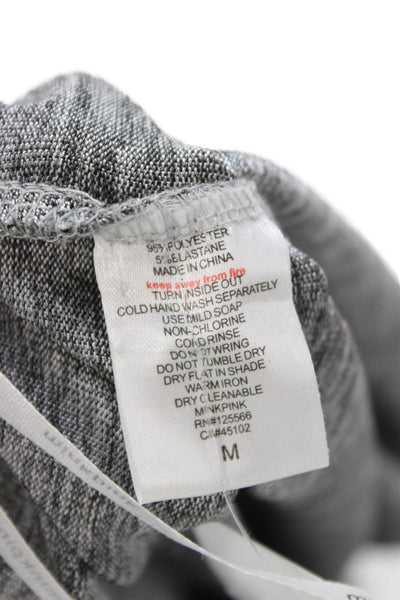 95% POLYESTER
5% ELASTANE
MADE IN CHINA
keep away from fire
TURN INSIDE OUT
COLD HAND WASH SEPARATELY
USE MILD SOAP
NON-CHLORINE
COLD RINSE
DO NOT WRING
DO NOT TUMBLE DRY
DRY FLAT IN SHADE
WARM IRON
DRY CLEANABLE
MINKPINK
RN#125566
CA#45102
M